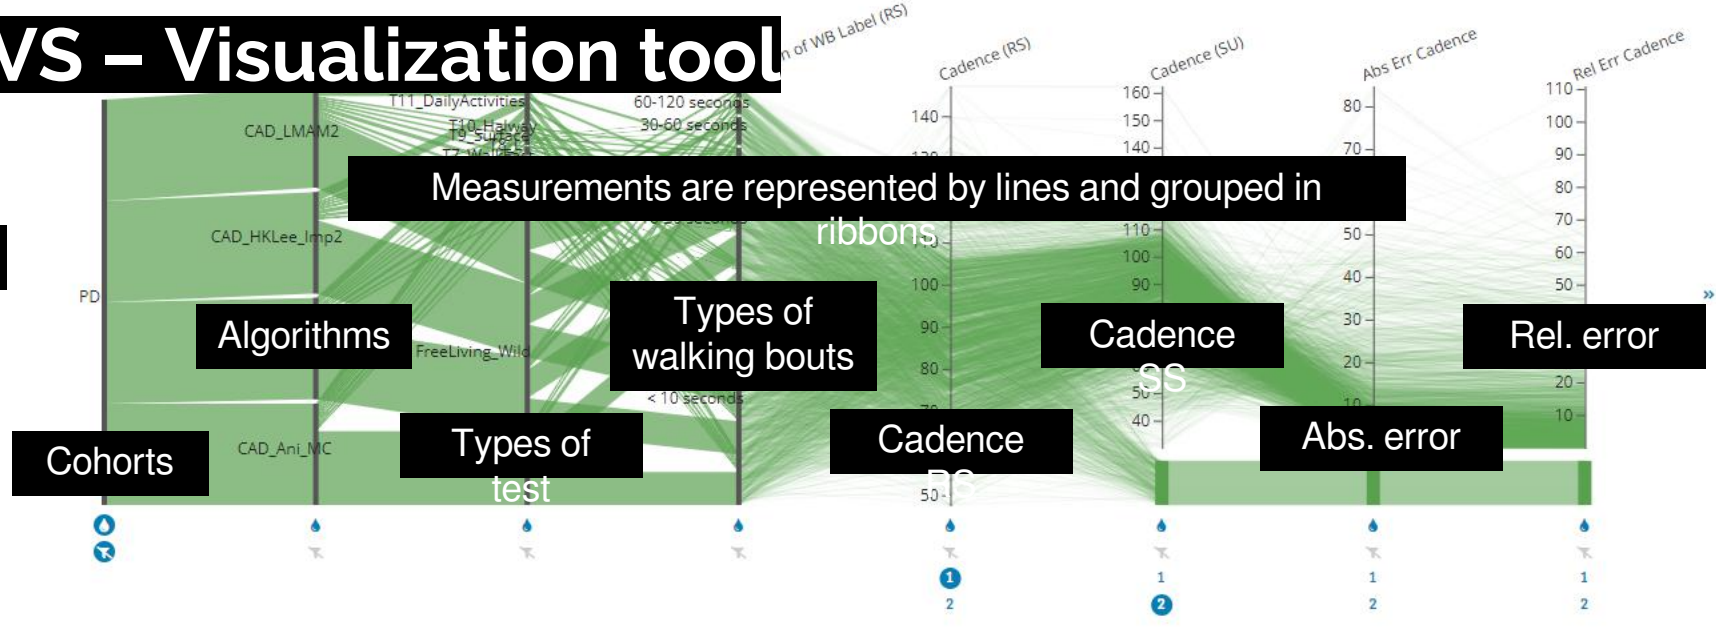 VS – Visualization tool
n of WB Label (RS)
Cadence (RS)
Cadence (SU)
Abs Err Cadence
Rel Err Cadence
T11_DailyActivities
60-120 seconds
CAD_LMAM2
T10_Halway
30-60 seconds
T9_Surface
140
160
150
140
80
70
110
100
90
80
70
60
50
Measurements are represented by lines and grouped in
ribbons
CAD_HKLee_Imp2
PD
110
100
90
80
110
100
90
50
40
30
20
10
Algorithms
Types of
walking bouts
Cadence
SS
Rel. error
FreeLiving_Wild
< 10 seconds
50
40
20
10
Cohorts
CAD_Ani_MC
Types of
test
Cadence
RS
Abs. error
50
»
1
1
1
1
2
2
2
2